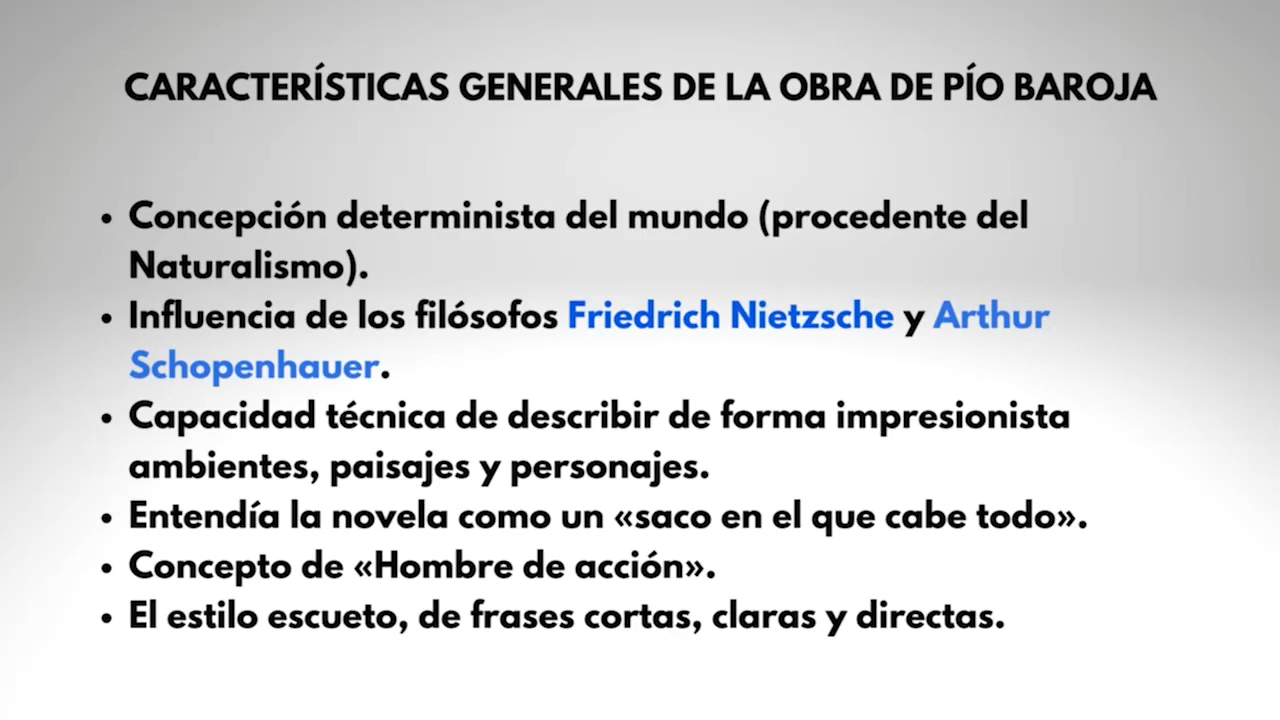 CARACTERÍSTICAS GENERALES DE LA OBRA DE PÍO BAROJA
• Concepción determinista del mundo (procedente del
Naturalismo).
• Influencia de los filósofos Friedrich Nietzsche y Arthur
Schopenhauer.
• Capacidad técnica de describir de forma impresionista
ambientes, paisajes y personajes.
• Entendía la novela como un «saco en el que cabe todo».
• Concepto de «Hombre de acción».
• El estilo escueto, de frases cortas, claras y directas.